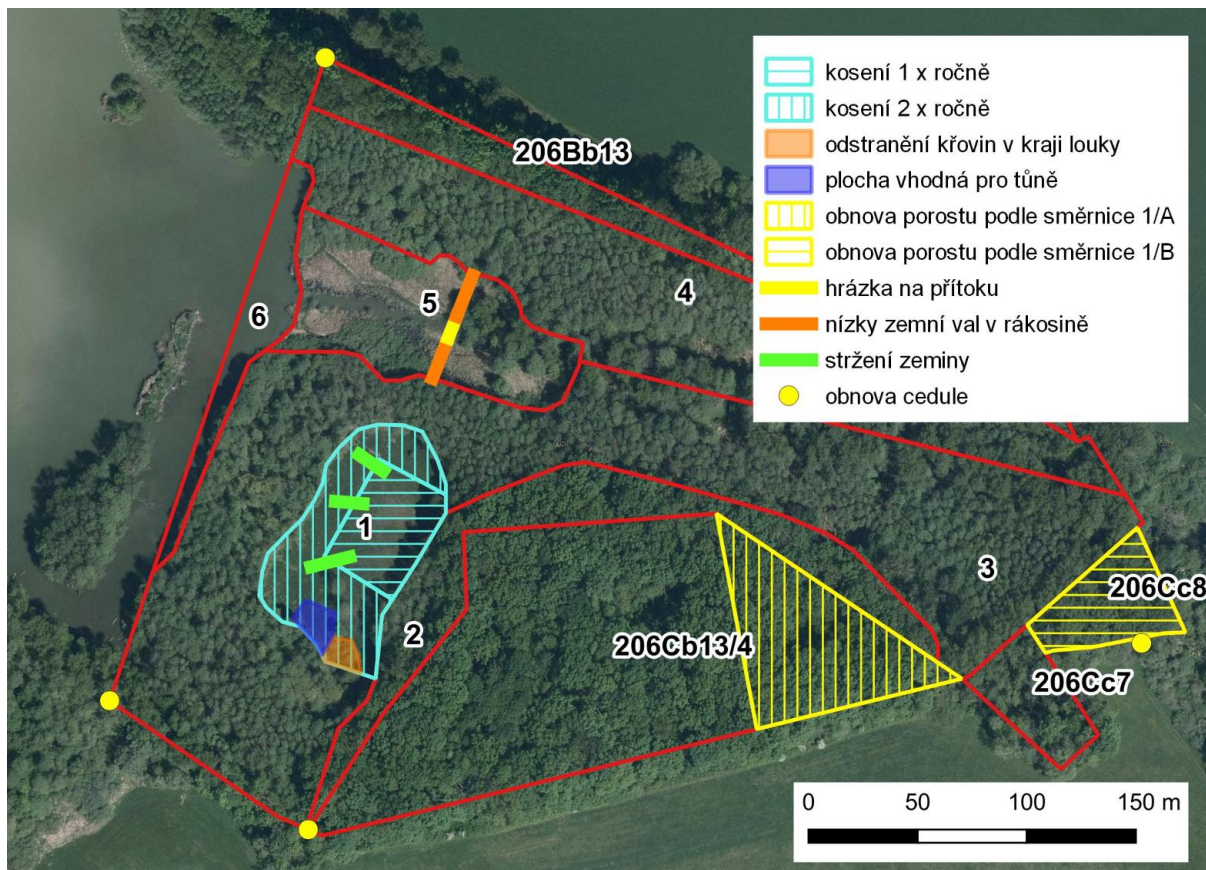 kosení 1 x ročně
kosení 2 x ročně
odstranění křovin v kraji louky
plocha vhodná pro tůně
obnova porostu podle směrnice 1/A
obnova porostu podle směrnice 1/B
hrázka na přítoku
nízky zemní val v rákosině
stržení zeminy
obnova cedule
206Bb13
4
5
6
1
3
206Cc8
2
206Cb13/4
206Cc7
0 50 100 150 m